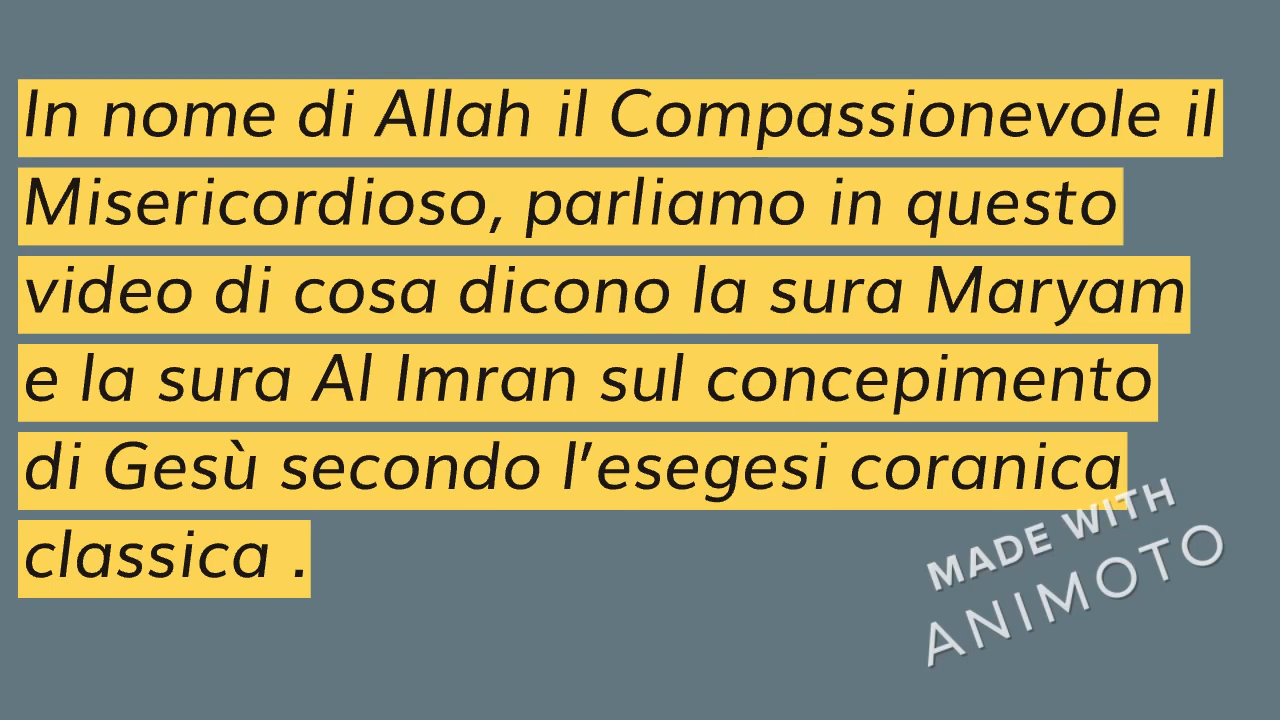 In nome di Allah il Compassionevole il
Misericordioso, parliamo in questo
video di cosa dicono la sura Maryam
e la sura Al Imran sul concepimento
di Gesù secondo l’esegesi coranica
classica .
MADE WITH
ANIMOTO